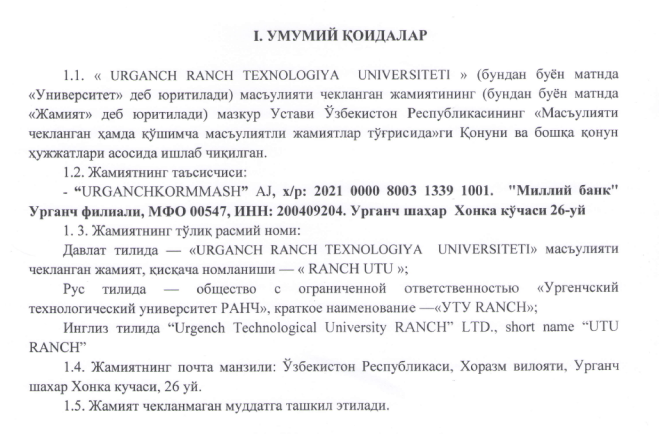 I. УМУМИЙ ҚОИДАЛАР
1.1. « URGANCH RANCH TEXNOLOGIYA UNIVERSITETI » (бундан буён матнда
«Университет» деб юритилади) масъулияти чекланган жамиятининг (бундан буён матнда
«Жамият» деб юритилади) мазкур Устави Ўзбекистон Республикасининг «Масъулияти
чекланган ҳамда қўшимча масъулиятли жамиятлар тўғрисида»ги Қонуни ва бошқа қонун
ҳужжатлари асосида ишлаб чиқилган.
1.2. Жамиятнинг таъсисчиси:
- “URGANCHKORMMASH” AJ, х/р: 2021 0000 8003 1339 1001. "Миллий банк"
Урганч филиали, МФО 00547, ИНН: 200409204. Урганч шаҳар Хонка кўчаси 26-уй
1. 3. Жамиятнинг тўлиқ расмий номи:
Давлат тилида — «URGANCH RANCH TEXNOLOGIYA UNIVERSITETI» масъулияти
чекланган жамият, қисқача номланиши — « RANCH UTU »;
Рус тилида — общество с ограниченной ответственностью «Ургенчский
технологический университет РАНЧ», краткое наименование —«УТУ RANCH»;
Инглиз тилида “Urgench Technological University RANCH” LTD., short name “UTU
RANCH”
1.4. Жамиятнинг почта манзили: Ўзбекистон Республикаси, Хоразм вилояти, Урганч
шахар Хонка кучаси, 26 уй.
1.5. Жамият чекланмаган муддатга ташкил этилади.